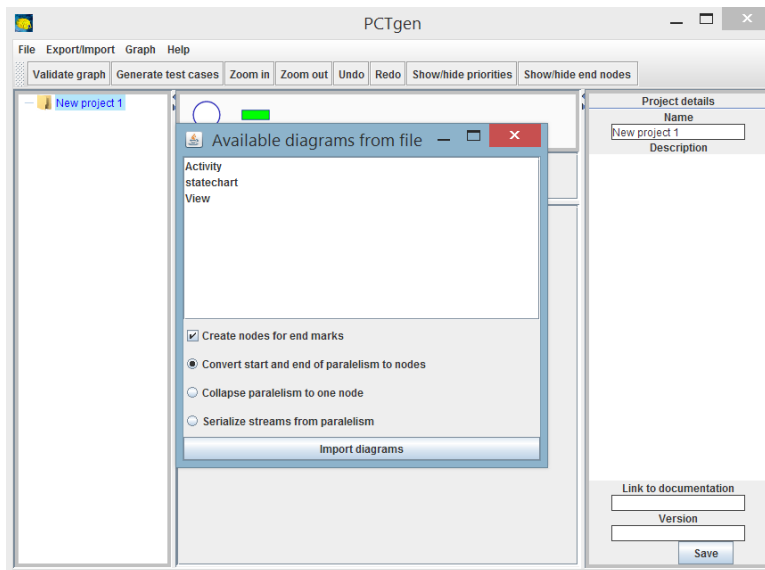 PCTgen
File Export/Import Graph Help
Validate graph Generate test cases Zoom in Zoom out Undo Redo Show/hide priorities Show/hide end nodes
New project 1
Project details
Name
New project 1
Description
Available diagrams from file
Activity
statechart
View
Create nodes for end marks
Convert start and end of paralelism to nodes
Collapse paralelism to one node
Serialize streams from paralelism
Import diagrams
Link to documentation
Version
Save